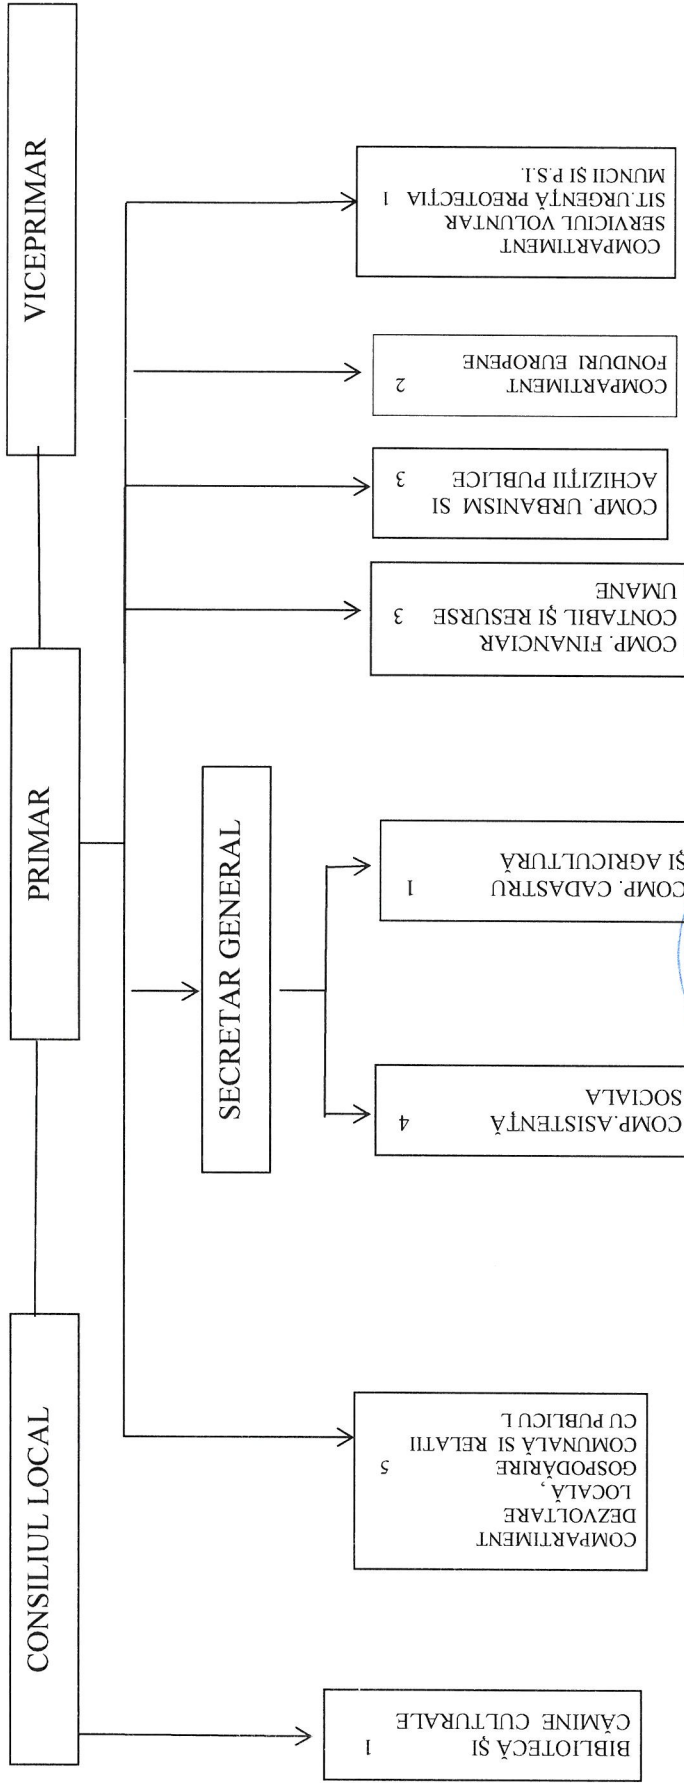 CONSILIUL LOCAL
PRIMAR
VICEPRIMAR
SECRETAR GENERAL
BIBLIOTECĂ ȘI 1
CĂMINE CULTURALE
COMPARTIMENT
DEZVOLTARE
LOCALĂ ,
GOSPODĂRIRE 5
COMUNALĂ SI RELATII
CU PUBLICU L
COMP.ASISTENȚĂ 4
SOCIALA
COMP. CADASTRU 1
ȘI AGRICULTURĂ
COMP. FINANCIAR
CONTABIL ȘI RESURSE 3
UMANE
COMP. URBANISM SI
ACHIZIȚII PUBLICE 3
COMPARTIMENT 2
FONDURI EUROPENE
COMPARTIMENT
SERVICIUL VOLUNTAR
SIT.URGENȚĂ PREOTECȚIA 1
MUNCII ȘI P.S.I.